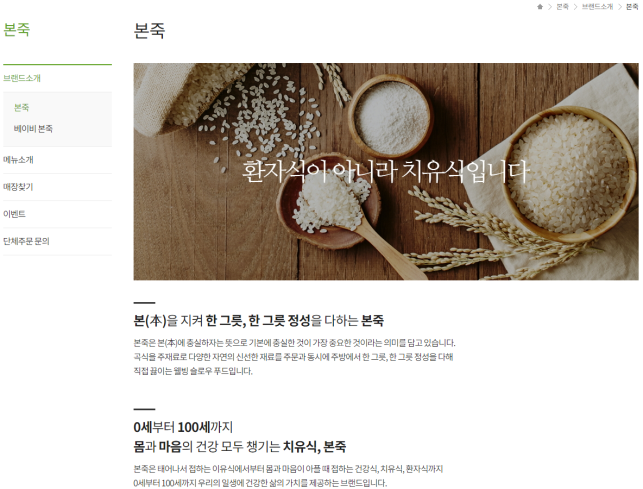 본죽 > 브랜드소개 > 본죽
본죽
본죽
브랜드소개
본죽
베이비 본죽
메뉴소개
매장찾기
이벤트
단체주문 문의
환자식이 아니라 치유식입니다
본(本)을 지켜 한 그릇, 한 그릇 정성을 다하는 본죽
본죽은 본(本)에 충실하자는 뜻으로 기본에 충실한 것이 가장 중요한 것이라는 의미를 담고 있습니다.
곡식을 주재료로 다양한 자연의 신선한 재료를 주문과 동시에 주방에서 한 그릇, 한 그릇 정성을 다해
직접 끓이는 웰빙 슬로우 푸드입니다.
0세부터 100세까지
몸과 마음의 건강 모두 챙기는 치유식, 본죽
본죽은 태어나서 접하는 이유식에서부터 몸과 마음이 아플 때 접하는 건강식, 치유식, 환자식까지
0세부터 100세까지 우리의 일생에 건강한 삶의 가치를 제공하는 브랜드입니다.